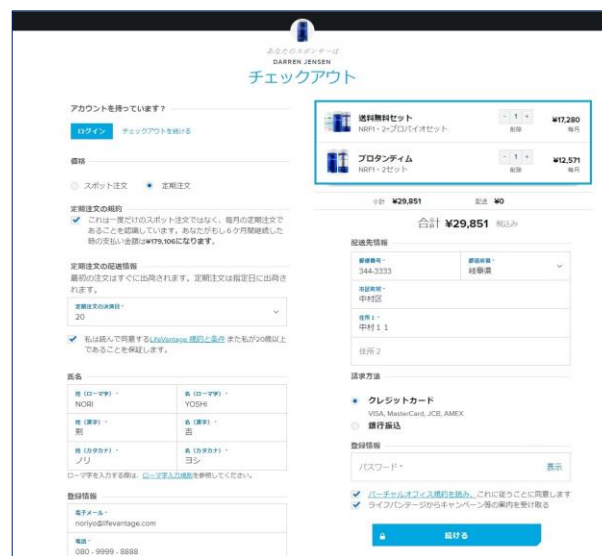 あなたのスポンサーは
DARREN JENSEN
チェックアウト
アカウントを持っています？
ログイン チェックアウトを続ける
価格
スポット注文 定期注文
定期注文の規約
これは一度だけのスポット注文ではなく、毎月の定期注文で
あることを認識しています。あなたがもし6ケ月間継続した
時の支払い金額は¥179,106になります。
定期注文の配送情報
最初の注文はすぐに出荷されます。定期注文は指定日に出荷さ
れます。
定期注文の決済日
20
私は読んで同意するLifeVantage 規約と条件 また私が20歳以上
であることを保証します。
氏名
姓（ローマ字）
NORI
名（ローマ字）
YOSHI
姓（漢字）
則
名（漢字）
吉
姓（カタカナ）
ノリ
名（カタカナ）
ヨシ
ローマ字を入力する際は、ローマ字入力規則を参照してください。
登録情報
電子メール
noriyo@lifevantage.com
電話
080 - 9999 - 8888
送料無料セット - 1 + ¥17,280
NRF1・2+プロバイオセット 削除 毎月
プロタンディム - 1 + ¥12,571
NRF1・2セット 削除 毎月
小計 ¥29,851 配送 ¥0
合計 ¥29,851 税込み
配送先情報
郵便番号
344-3333
都道府県
岐阜県
市区町村
中村区
住所1
中村１１
住所2
請求方法
クレジットカード
VISA, MasterCard, JCB, AMEX
銀行振込
登録情報
パスワード 表示
バーチャルオフィス規約を読み、これに従うことに同意します
ライフバンテージからキャンペーン等の案内を受け取る
続ける